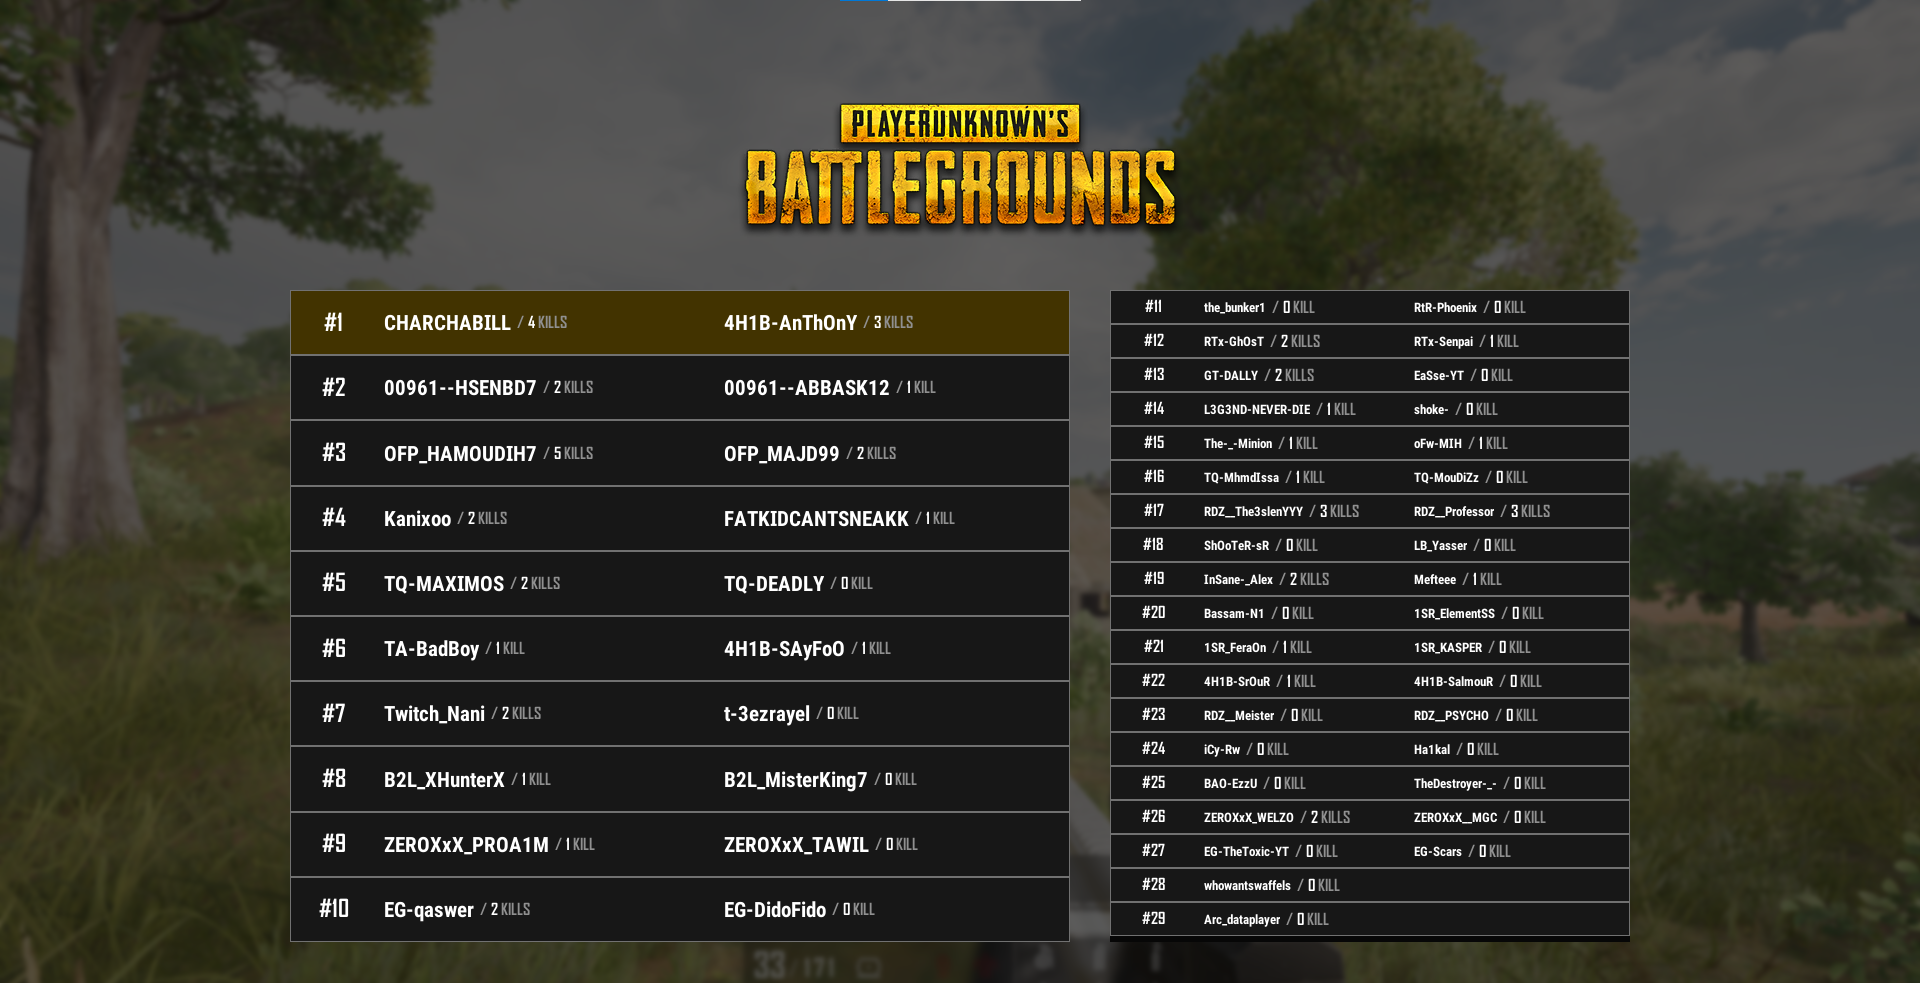 PLAYERUNKNOWN'S
BATTLEGROUNDS
#1 CHARCHABILL / 4 KILLS 4H1B-AnThOnY / 3 KILLS
#2 00961--HSENBD7 / 2 KILLS 00961--ABBASK12 / 1 KILL
#3 OFP_HAMOUDIH7 / 5 KILLS OFP_MAJD99 / 2 KILLS
#4 Kanixoo / 2 KILLS FATKIDCANTSNEAKK / 1 KILL
#5 TQ-MAXIMOS / 2 KILLS TQ-DEADLY / 0 KILL
#6 TA-BadBoy / 1 KILL 4H1B-SAyFoO / 1 KILL
#7 Twitch_Nani / 2 KILLS t-3ezrayel / 0 KILL
#8 B2L_XHunterX / 1 KILL B2L_MisterKing7 / 0 KILL
#9 ZEROXxX_PROA1M / 1 KILL ZEROXxX_TAWIL / 0 KILL
#10 EG-qaswer / 2 KILLS EG-DidoFido / 0 KILL
#11 the_bunker1 / 0 KILL RtR-Phoenix / 0 KILL
#12 RTx-GhOsT / 2 KILLS RTx-Senpai / 1 KILL
#13 GT-DALLY / 2 KILLS EaSse-YT / 0 KILL
#14 L3G3ND-NEVER-DIE / 1 KILL shoke- / 0 KILL
#15 The-_-Minion / 1 KILL oFw-MIH / 1 KILL
#16 TQ-MhmdIssa / 1 KILL TQ-MouDiZz / 0 KILL
#17 RDZ__The3slenYYY / 3 KILLS RDZ__Professor / 3 KILLS
#18 ShOoTeR-sR / 0 KILL LB_Yasser / 0 KILL
#19 InSane-_Alex / 2 KILLS Mefteee / 1 KILL
#20 Bassam-N1 / 0 KILL 1SR_ElementSS / 0 KILL
#21 1SR_FeraOn / 1 KILL 1SR_KASPER / 0 KILL
#22 4H1B-SrOuR / 1 KILL 4H1B-SalmouR / 0 KILL
#23 RDZ__Meister / 0 KILL RDZ__PSYCHO / 0 KILL
#24 iCy-Rw / 0 KILL Ha1kal / 0 KILL
#25 BAO-EzzU / 0 KILL TheDestroyer-_- / 0 KILL
#26 ZEROXxX_WELZO / 2 KILLS ZEROXxX__MGC / 0 KILL
#27 EG-TheToxic-YT / 0 KILL EG-Scars / 0 KILL
#28 whowantswaffels / 0 KILL
#29 Arc_dataplayer / 0 KILL
33 / 171